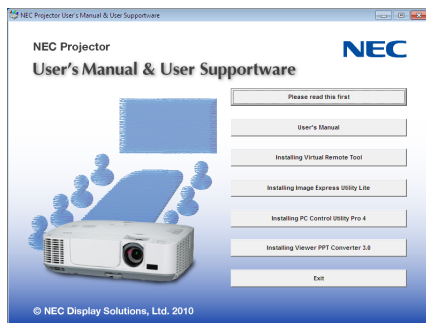 NEC Projector User's Manual & User Supportware
NEC Projector
NEC
User's Manual & User Supportware
Please read this first
User's Manual
Installing Virtual Remote Tool
Installing Image Express Utility Lite
Installing PC Control Utility Pro 4
Installing Viewer PPT Converter 3.0
Exit
© NEC Display Solutions, Ltd. 2010